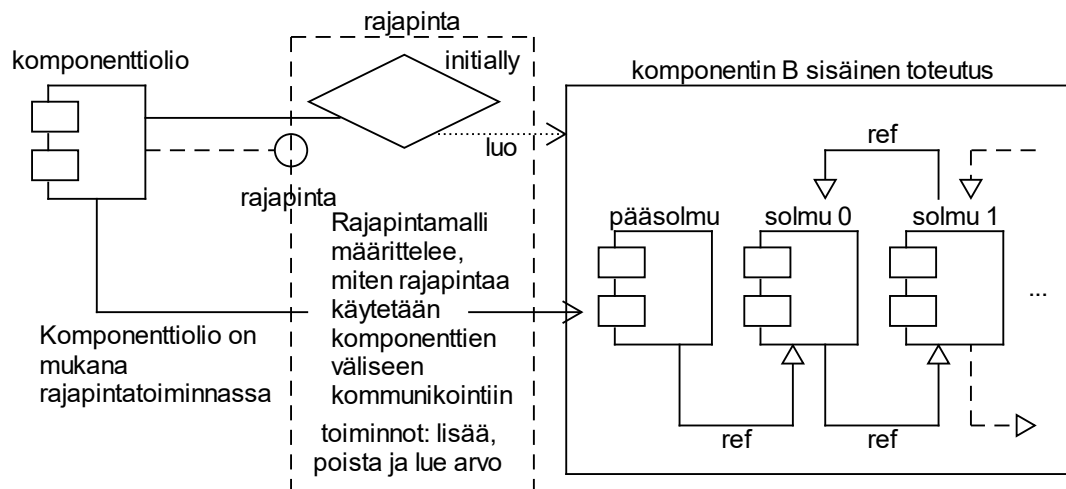 rajapinta
komponenttiolio
initially
komponentin B sisäinen toteutus
luo
ref
rajapinta
pääsolmu
solmu 0
solmu 1
Rajapintamalli
määrittelee,
miten rajapintaa
käytetään
komponenttien
väliseen
kommunikointiin
...
Komponenttiolio on
mukana
rajapintatoiminnassa
toiminnot: lisää,
poista ja lue arvo
ref
ref